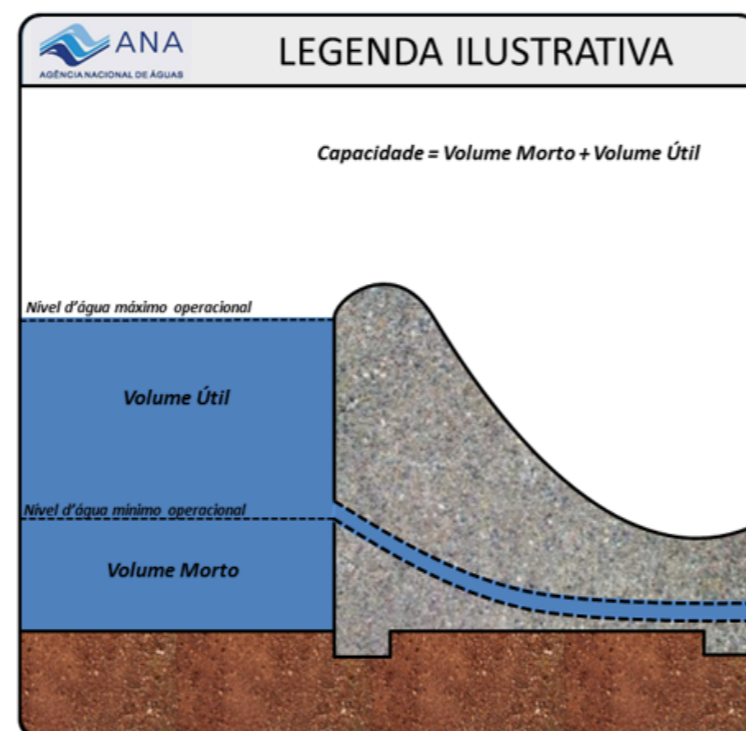 ANA
AGÊNCIA NACIONAL DE ÁGUAS
LEGENDA ILUSTRATIVA
Capacidade = Volume Morto + Volume Útil
Nível d'água máximo operacional
Volume Útil
Nível d'água mínimo operacional
Volume Morto